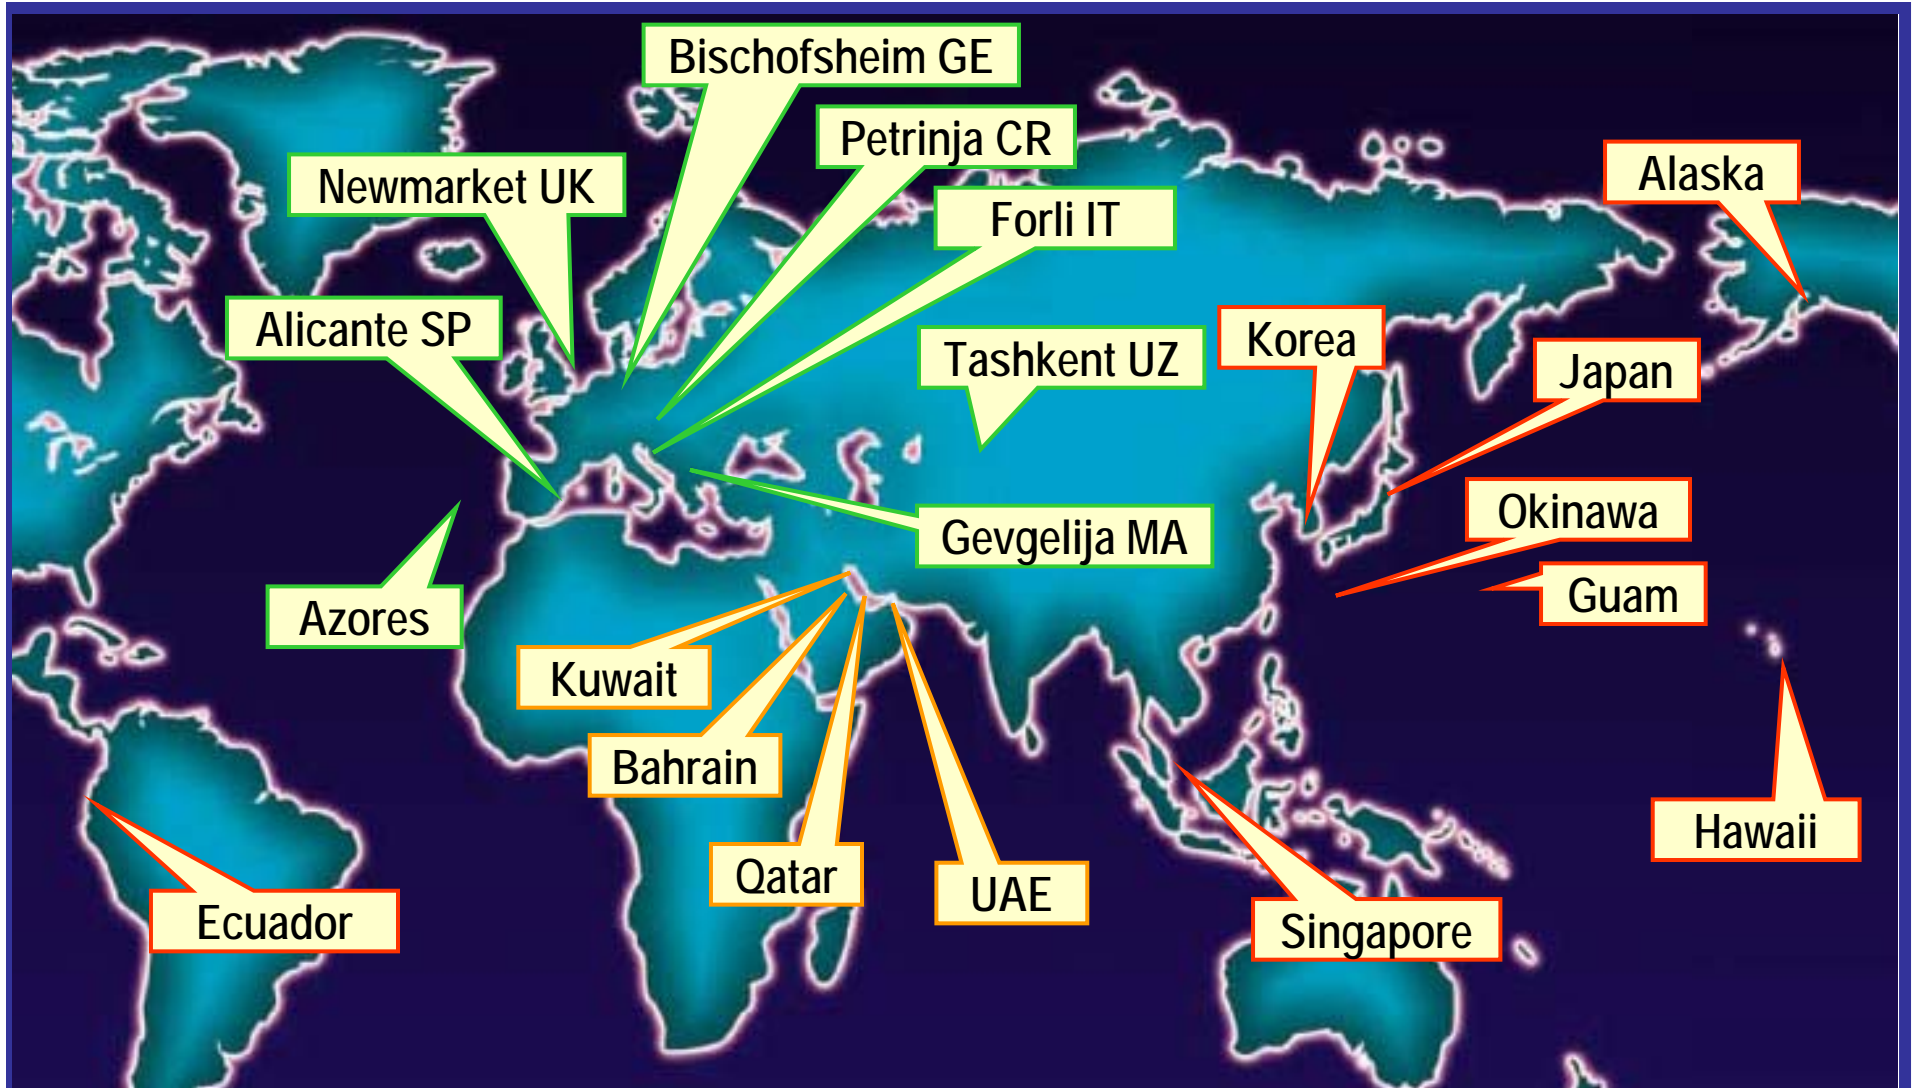 Bischofsheim GE
Petrinja CR
Newmarket UK
Alaska
Forli IT
Alicante SP
Korea
Tashkent UZ
Japan
Okinawa
Gevgelija MA
Guam
Azores
Kuwait
Bahrain
Hawaii
Qatar
UAE
Ecuador
Singapore